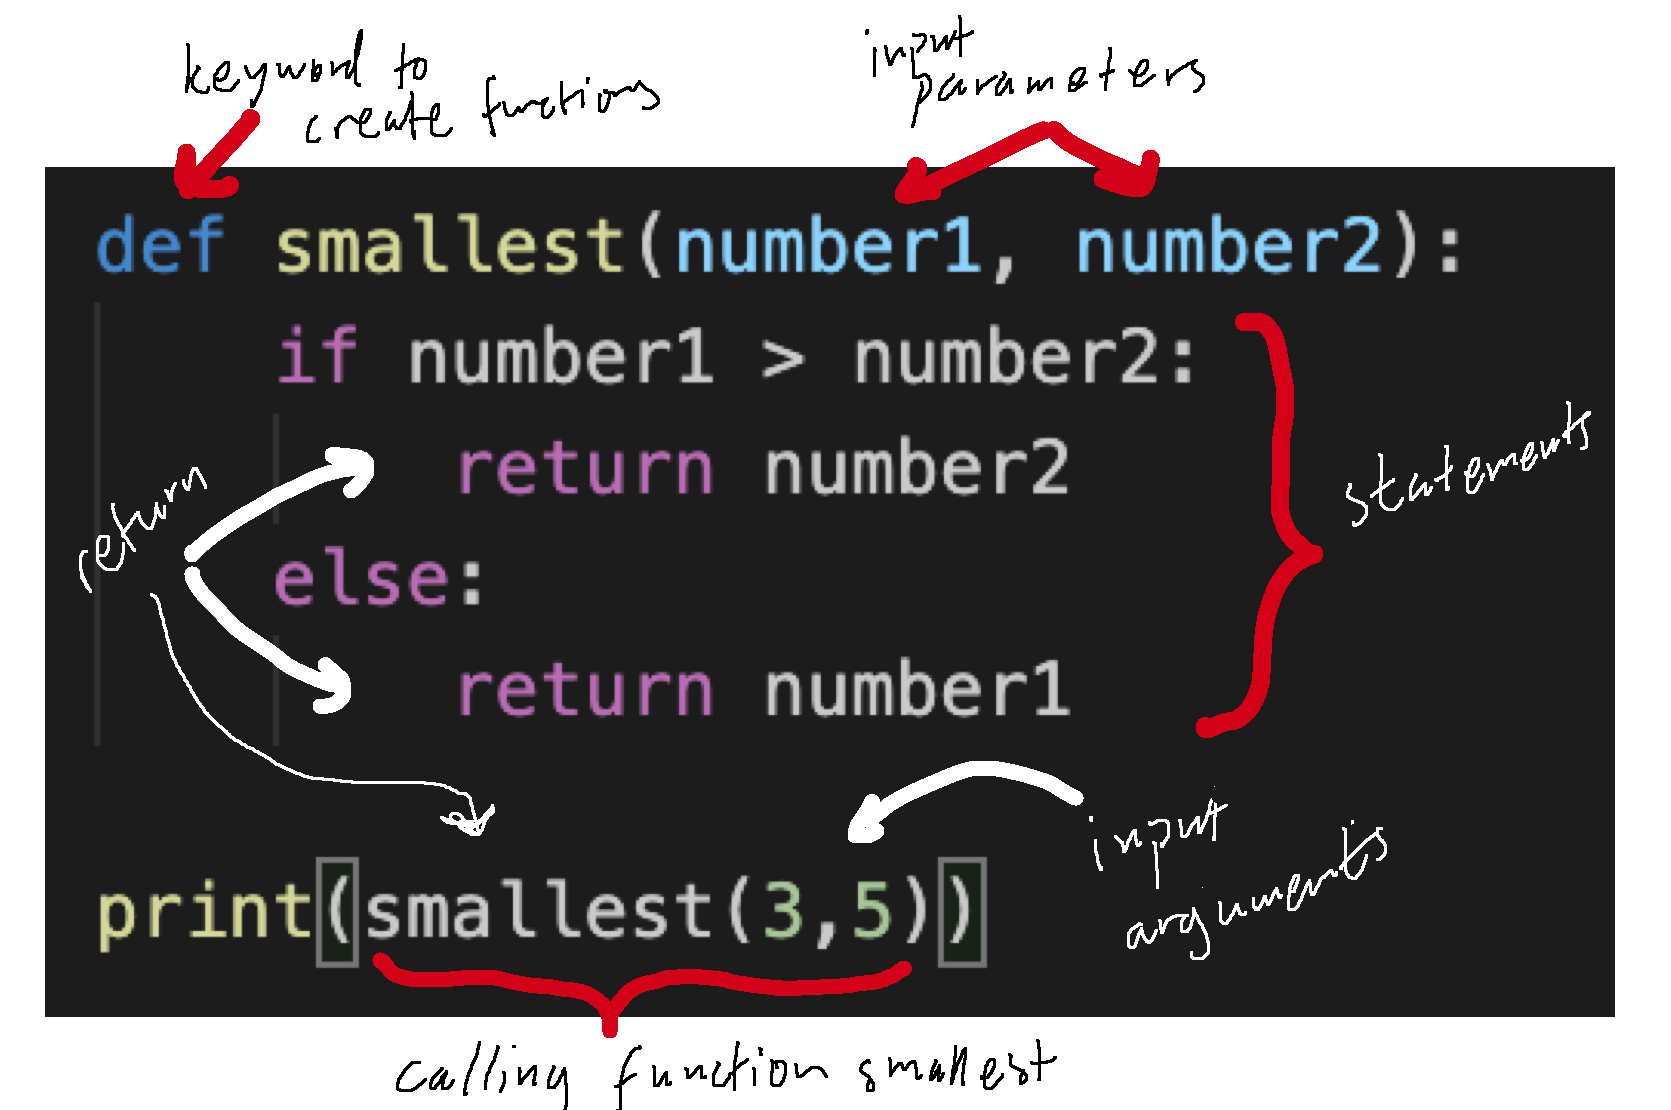 keyword to
create functions
input
parameters
def smallest(number1, number2):
if number1 > number2:
return number2
else:
return number1
return
statements
print(smallest(3,5))
input
arguments
calling function smallest